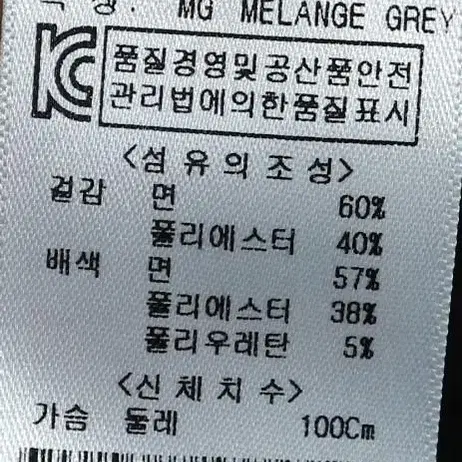 색 상: MG MELANGE GREY
품질경영및공산품안전
관리법에의한품질표시
<섬 유 의 조 성>
겉감 면 60%
폴리에스터 40%
배색 면 57%
폴리에스터 38%
폴리우레탄 5%
<신 체 치 수>
가슴 둘레 100Cm